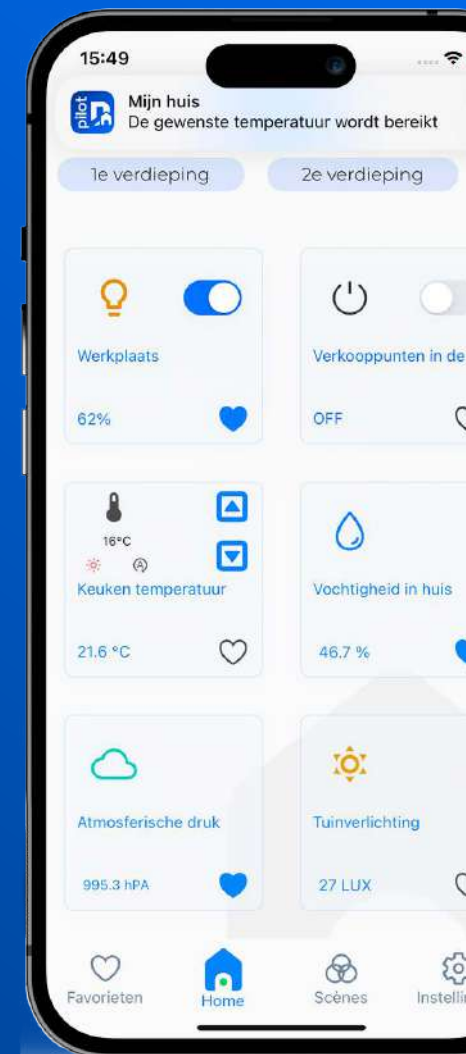 15:49
pilot
Mijn huis
De gewenste temperatuur wordt bereikt
1e verdieping
2e verdieping
Werkplaats
62%
Verkooppunten in de
OFF
16°C
A
Keuken temperatuur
21.6 °C
Vochtigheid in huis
46.7 %
Atmosferische druk
995.3 hPA
Tuinverlichting
27 LUX
Favorieten
Home
Scènes